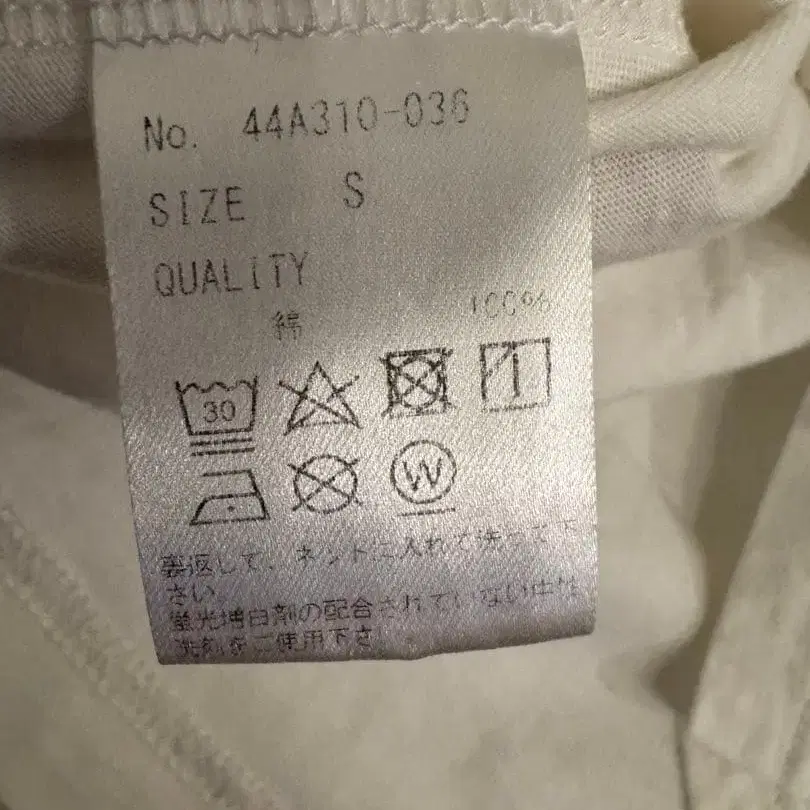 No. 44A310-036
SIZE S
QUALITY
綿 100%
30
W
裏返して、ネットに入れて洗って下
さい。
蛍光増白剤の配合されていない中性
洗剤をご使用下さ